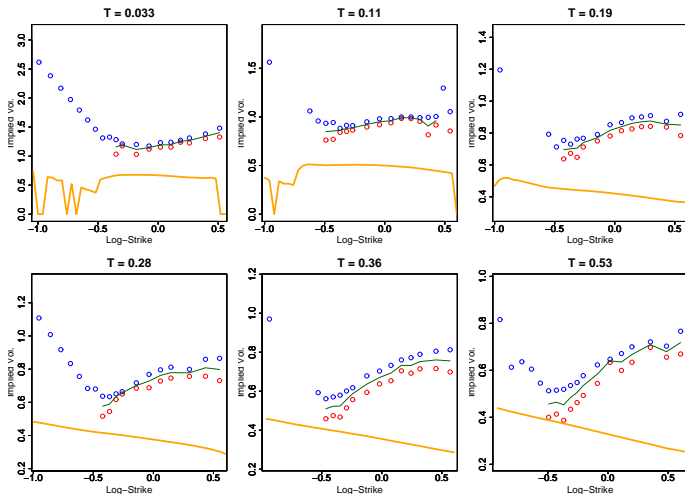 T = 0.033
T = 0.11
T = 0.19
Implied Vol.
0.0 0.5 1.0 1.5 2.0 2.5 3.0
−1.0 −0.5 0.0 0.5
Log−Strike
Implied Vol.
0.0 0.5 1.0 1.5
−1.0 −0.5 0.0 0.5
Log−Strike
Implied Vol.
0.4 0.6 0.8 1.0 1.2 1.4
−1.0 −0.5 0.0 0.5
Log−Strike
T = 0.28
T = 0.36
T = 0.53
Implied Vol.
0.2 0.4 0.6 0.8 1.0 1.2 1.4
−1.0 −0.5 0.0 0.5
Log−Strike
Implied Vol.
0.2 0.4 0.6 0.8 1.0 1.2
−1.0 −0.5 0.0 0.5
Log−Strike
Implied Vol.
0.2 0.4 0.6 0.8 1.0
−0.5 0.0 0.5
Log−Strike